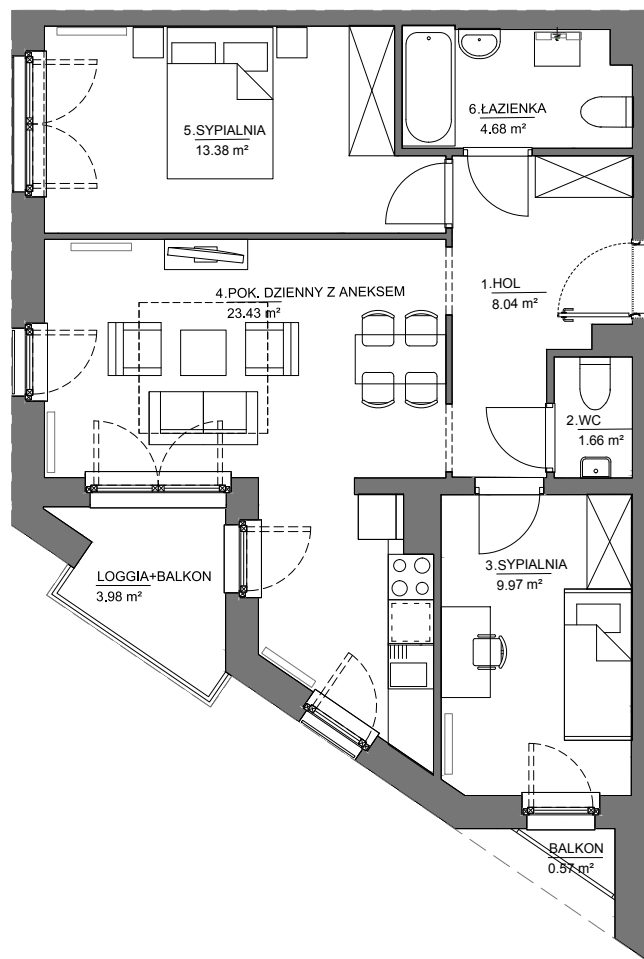 5.SYPIALNIA
13.38 m²
6.ŁAZIENKA
4.68 m²
1.HOL
8.04 m²
4.POK. DZIENNY Z ANEKSEM
23.43 m²
2.WC
1.66 m²
3.SYPIALNIA
9.97 m²
LOGGIA+BALKON
3.98 m²
BALKON
0.57 m²